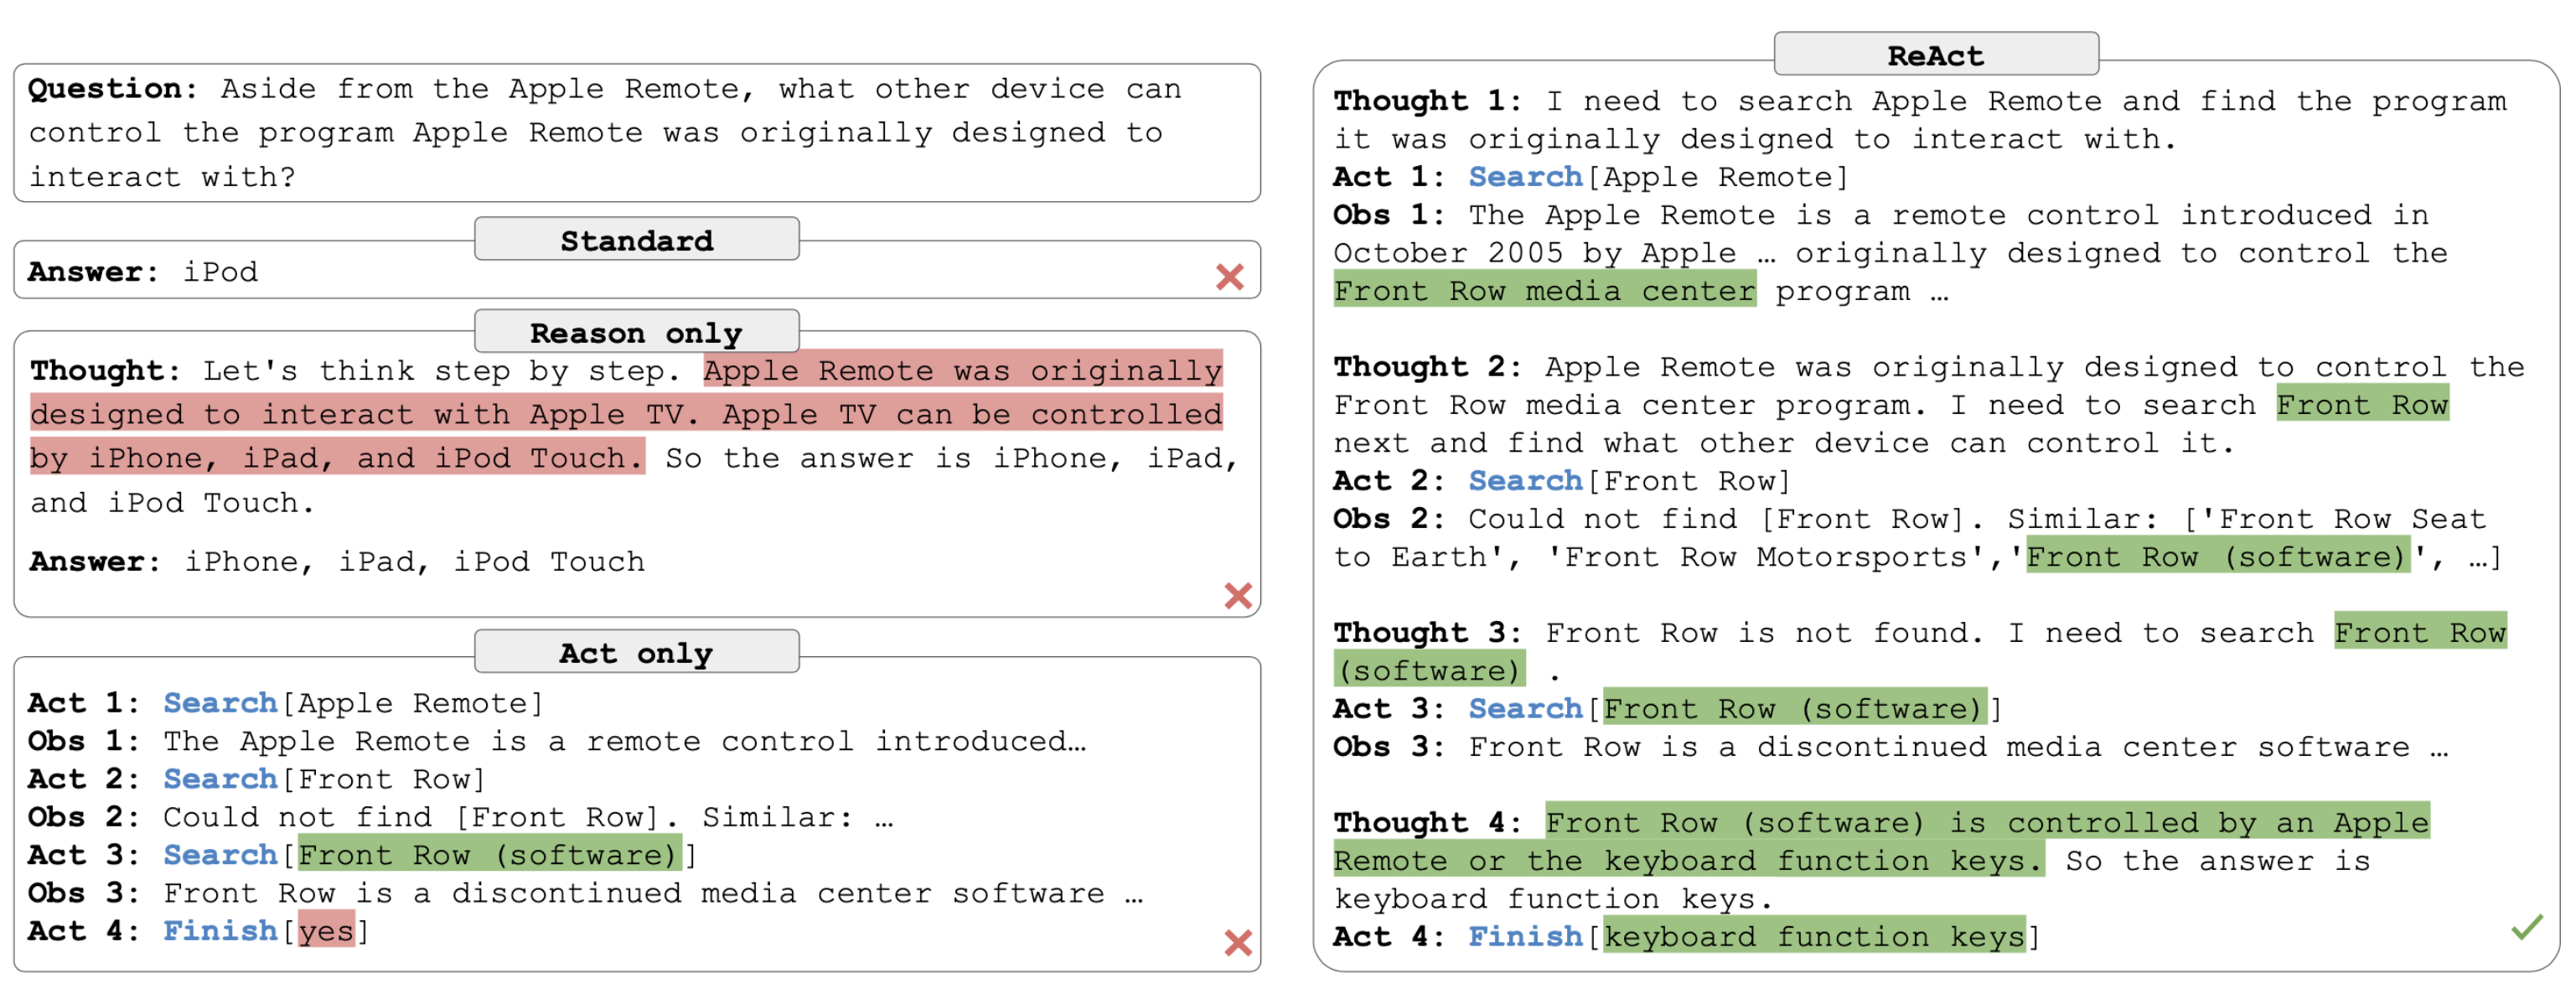 Question: Aside from the Apple Remote, what other device can
control the program Apple Remote was originally designed to
interact with?
Standard
Answer: iPod
Reason only
Thought: Let's think step by step. Apple Remote was originally
designed to interact with Apple TV. Apple TV can be controlled
by iPhone, iPad, and iPod Touch. So the answer is iPhone, iPad,
and iPod Touch.
Answer: iPhone, iPad, iPod Touch
Act only
Act 1: Search[Apple Remote]
Obs 1: The Apple Remote is a remote control introduced…
Act 2: Search[Front Row]
Obs 2: Could not find [Front Row]. Similar: …
Act 3: Search[Front Row (software)]
Obs 3: Front Row is a discontinued media center software …
Act 4: Finish[yes]
ReAct
Thought 1: I need to search Apple Remote and find the program
it was originally designed to interact with.
Act 1: Search[Apple Remote]
Obs 1: The Apple Remote is a remote control introduced in
October 2005 by Apple … originally designed to control the
Front Row media center program …
Thought 2: Apple Remote was originally designed to control the
Front Row media center program. I need to search Front Row
next and find what other device can control it.
Act 2: Search[Front Row]
Obs 2: Could not find [Front Row]. Similar: ['Front Row Seat
to Earth', 'Front Row Motorsports','Front Row (software)', …]
Thought 3: Front Row is not found. I need to search Front Row
(software) .
Act 3: Search[Front Row (software)]
Obs 3: Front Row is a discontinued media center software …
Thought 4: Front Row (software) is controlled by an Apple
Remote or the keyboard function keys. So the answer is
keyboard function keys.
Act 4: Finish[keyboard function keys]